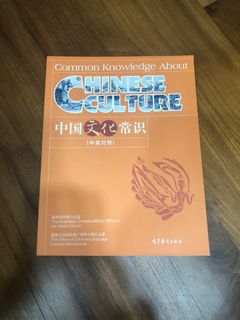 Common Knowledge About
CHINESE
CULTURE
中国文化常识
[中英对照]
国务院侨务办公室
The Overseas Chinese Affairs Office of
the State Council
国家汉语国际推广领导小组办公室
The Office of Chinese Language
Council International
高等教育出版社